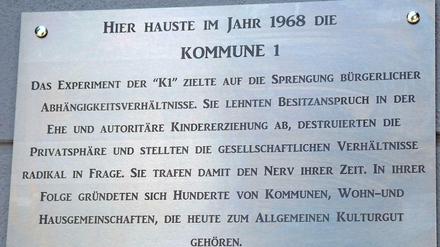 HIER HAUSTE IM JAHR 1968 DIE
KOMMUNE 1
DAS EXPERIMENT DER "K1" ZIELTE AUF DIE SPRENGUNG BÜRGERLICHER
ABHÄNGIGKEITSVERHÄLTNISSE. SIE LEHNTEN BESITZANSPRUCH IN DER
EHE UND AUTORITÄRE KINDERERZIEHUNG AB, DESTRUIERTEN DIE
PRIVATSPHÄRE UND STELLTEN DIE GESELLSCHAFTLICHEN VERHÄLTNISSE
RADIKAL IN FRAGE. SIE TRAFEN DAMIT DEN NERV IHRER ZEIT. IN IHRER
FOLGE GRÜNDETEN SICH HUNDERTE VON KOMMUNEN, WOHN–UND
HAUSGEMEINSCHAFTEN, DIE HEUTE ZUM ALLGEMEINEN KULTURGUT
GEHÖREN.